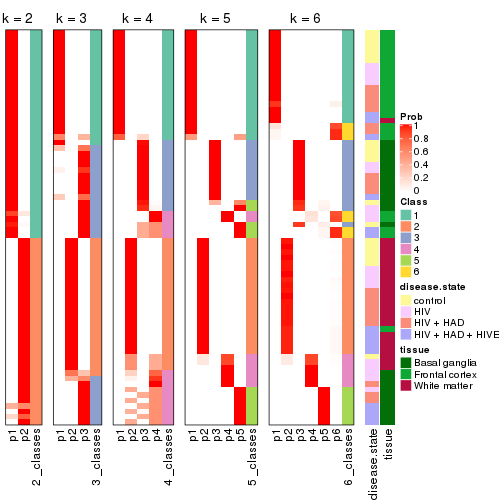 k = 2
k = 3
k = 4
k = 5
k = 6
p1
p2
2_classes
p1
p2
p3
3_classes
p1
p2
p3
p4
4_classes
p1
p2
p3
p4
p5
5_classes
p1
p2
p3
p4
p5
p6
6_classes
disease.state
tissue
Prob
1
0.8
0.6
0.4
0.2
0
Class
1
2
3
4
5
6
disease.state
control
HIV
HIV + HAD
HIV + HAD + HIVE
tissue
Basal ganglia
Frontal cortex
White matter